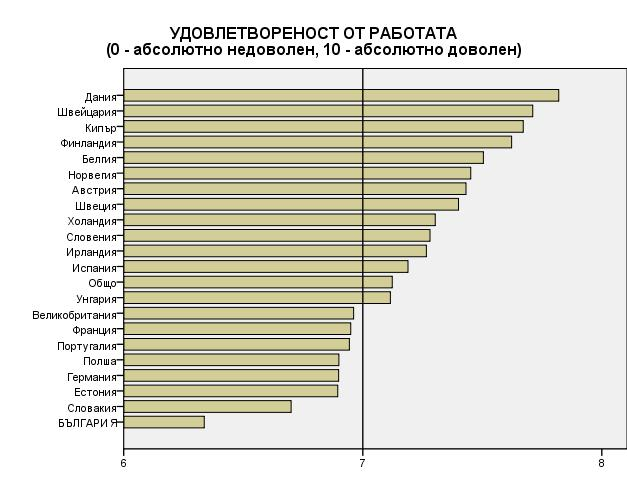 УДОВЛЕТВОРЕНОСТ ОТ РАБОТАТА
(0 - абсолютно недоволен, 10 - абсолютно доволен)
Дания
Швейцария
Кипър
Финландия
Белгия
Норвегия
Австрия
Швеция
Холандия
Словения
Ирландия
Испания
Общо
Унгария
Великобритания
Франция
Португалия
Полша
Германия
Естония
Словакия
БЪЛГАРИЯ
6 7 8